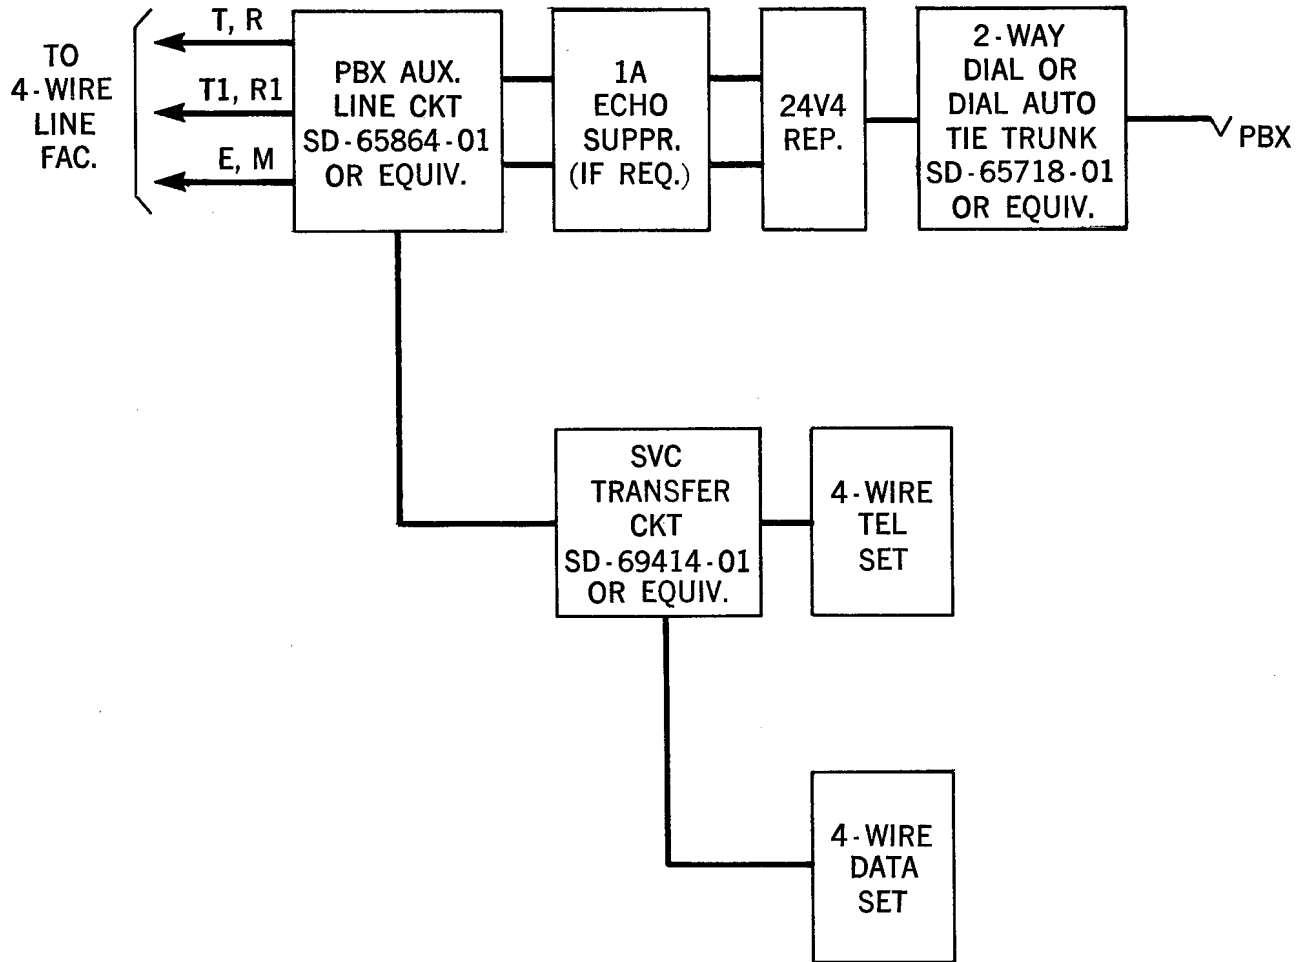 TO
4-WIRE
LINE
FAC.
T, R
T1, R1
E, M
PBX AUX.
LINE CKT
SD-65864-01
OR EQUIV.
1A
ECHO
SUPPR.
(IF REQ.)
24V4
REP.
2-WAY
DIAL OR
DIAL AUTO
TIE TRUNK
SD-65718-01
OR EQUIV.
PBX
SVC
TRANSFER
CKT
SD-69414-01
OR EQUIV.
4-WIRE
TEL
SET
4-WIRE
DATA
SET